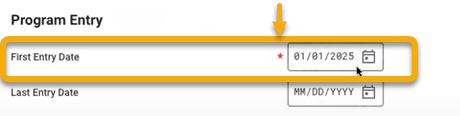 Program Entry
First Entry Date * 01/01/2025
Last Entry Date MM/DD/YYYY